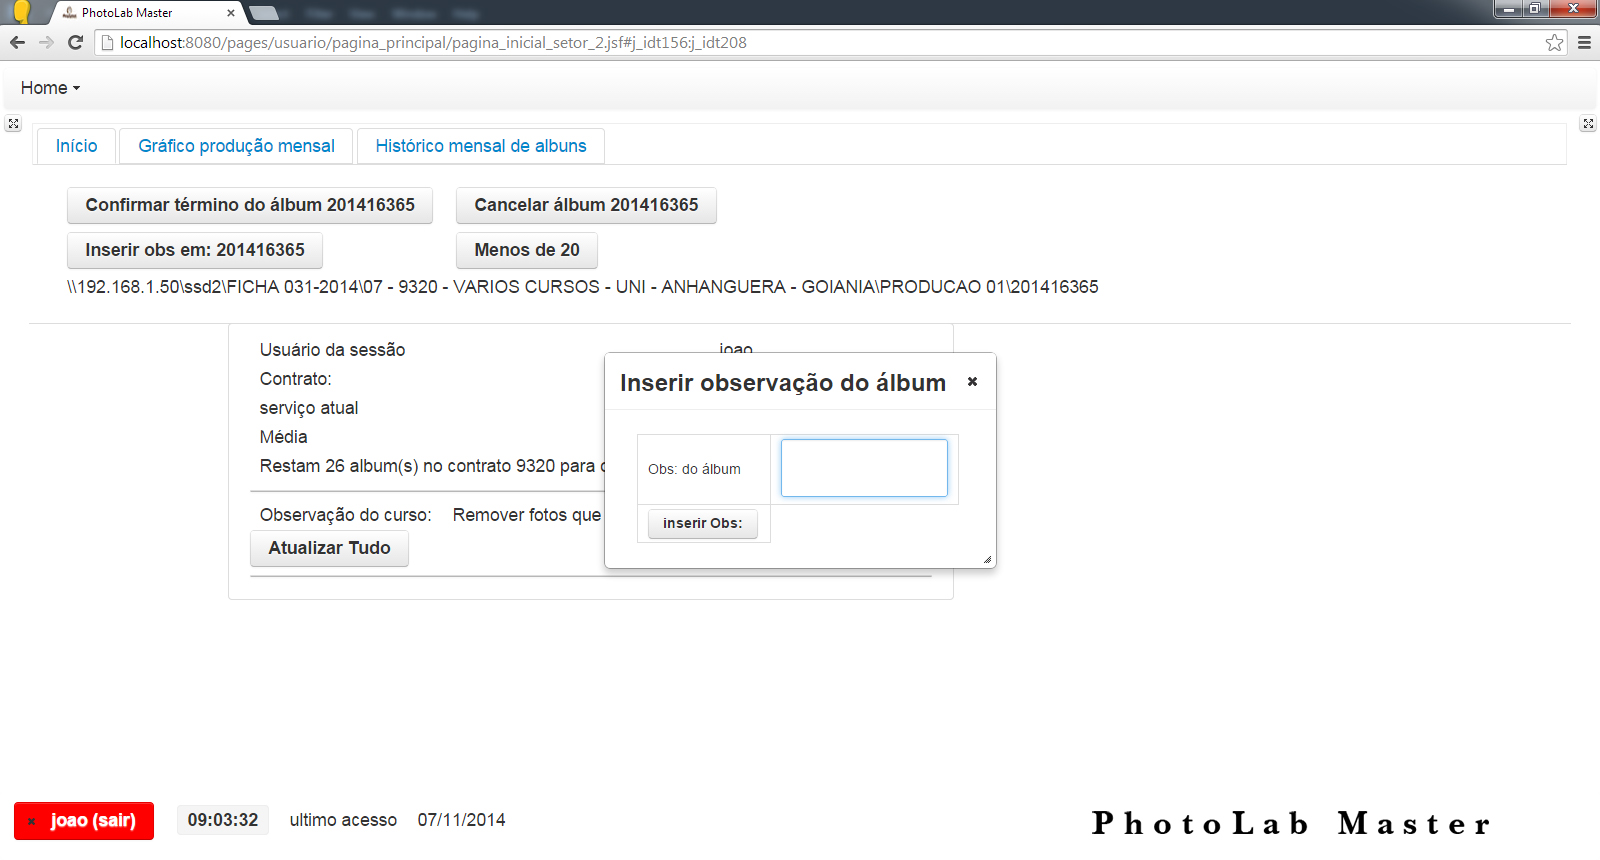 PhotoLab Master
localhost:8080/pages/usuario/pagina_principal/pagina_inicial_setor_2.jsf#j_idt156:j_idt208
Home
Início Gráfico produção mensal Histórico mensal de albuns
Confirmar término do álbum 201416365 Cancelar álbum 201416365
Inserir obs em: 201416365 Menos de 20
\\192.168.1.50\ssd2\FICHA 031-2014\07 - 9320 - VARIOS CURSOS - UNI - ANHANGUERA - GOIANIA\PRODUCAO 01\201416365
Usuário da sessão joao
Contrato:
serviço atual
Média
Restam 26 album(s) no contrato 9320 para
Observação do curso: Remover fotos que
Atualizar Tudo
Inserir observação do álbum
Obs: do álbum
inserir Obs:
joao (sair) 09:03:32 ultimo acesso 07/11/2014
PhotoLab Master